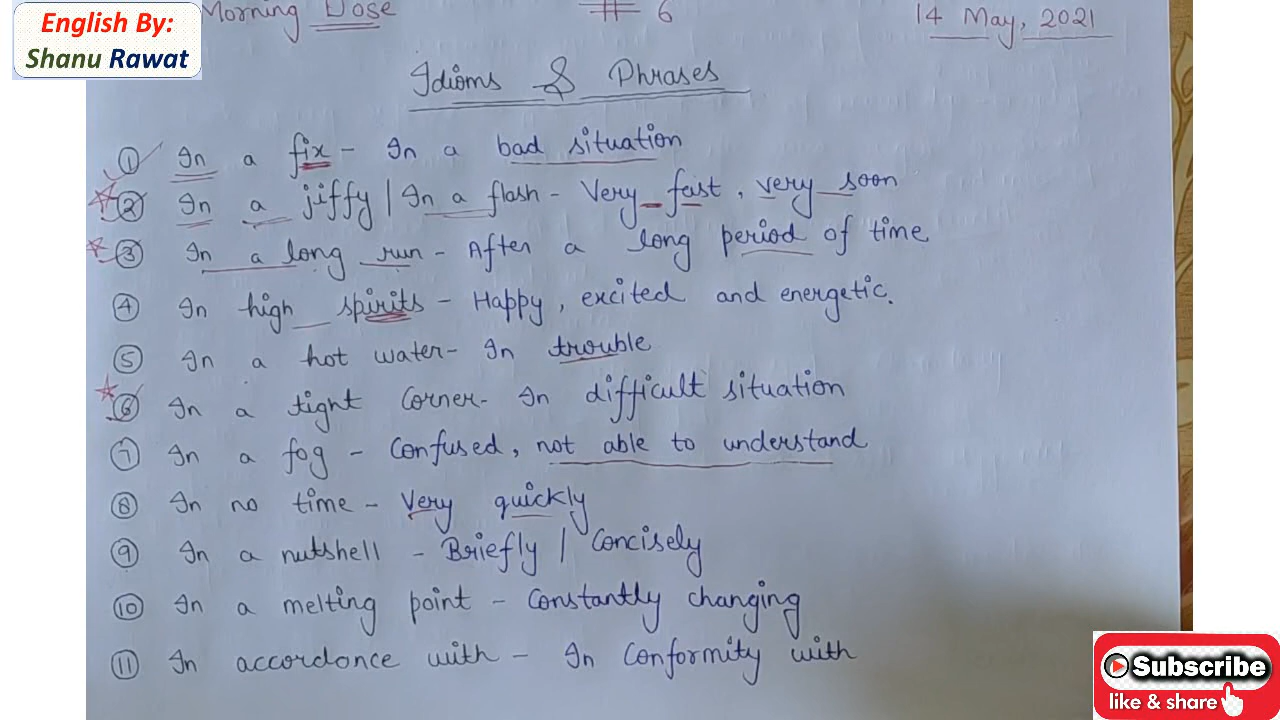 English By:
Shanu Rawat
Morning Dose # 6 14 May, 2021
Idioms & Phrases
① In a fix - In a bad situation
② In a jiffy / In a flash - Very fast, very soon
③ In a long run - After a long period of time
④ In high spirits - Happy, excited and energetic.
⑤ In a hot water - In trouble
⑥ In a tight corner - In difficult situation
⑦ In a fog - Confused, not able to understand
⑧ In no time - Very quickly
⑨ In a nutshell - Briefly / Concisely
⑩ In a melting point - Constantly changing
⑪ In accordonce with - In conformity with
Subscribe
like & share